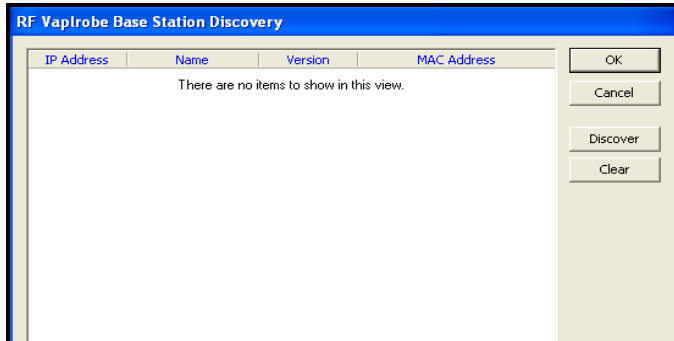 RF VapIrobe Base Station Discovery
IP Address Name Version MAC Address
There are no items to show in this view.
OK
Cancel
Discover
Clear